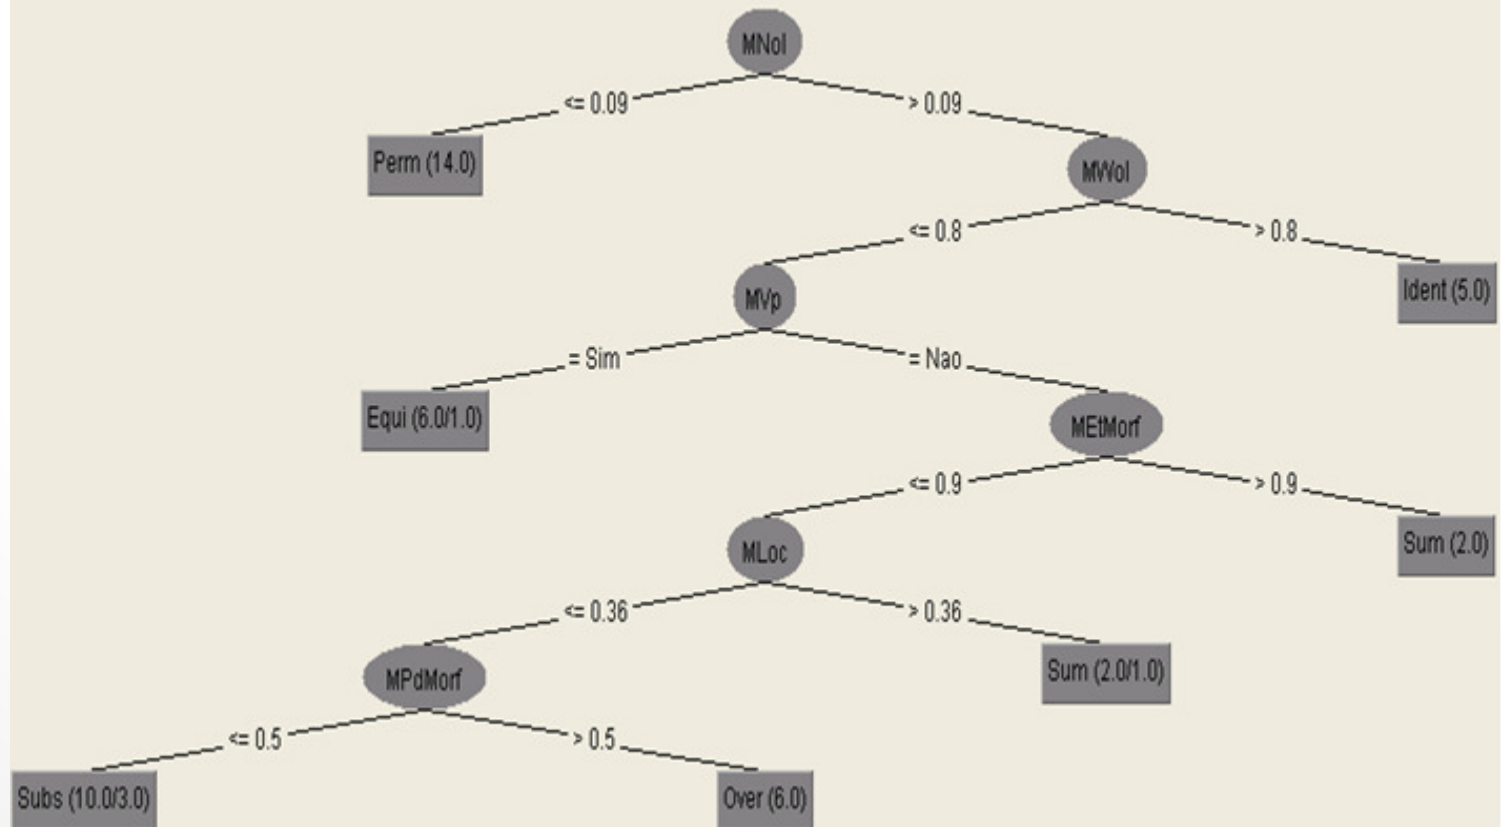 MNol
<= 0.09
> 0.09
Perm (14.0)
MWol
<= 0.8
> 0.8
MVp
Ident (5.0)
= Sim
= Nao
Equi (6.0/1.0)
MEtMorf
<= 0.9
> 0.9
MLoc
Sum (2.0)
<= 0.36
> 0.36
MPdMorf
Sum (2.0/1.0)
<= 0.5
> 0.5
Subs (10.0/3.0)
Over (6.0)